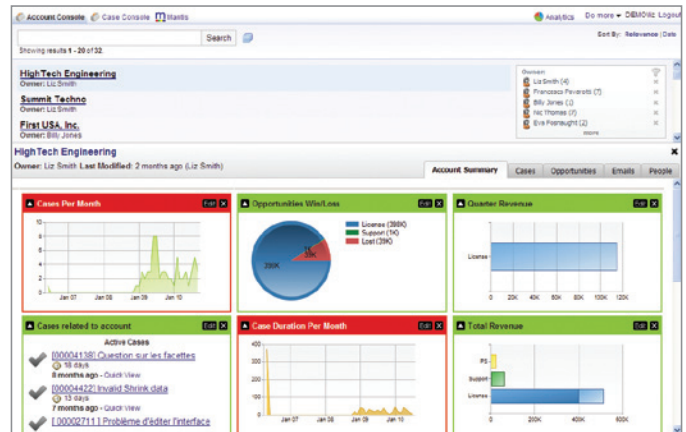 Account Console Case Console Mantis Analytics Do more DEMO\liz Logout
Search
Showing results 1 - 20 of 32. Sort By: Relevance | Date
HighTech Engineering
Owner: Liz Smith
Summit Techno
Owner: Liz Smith
First USA, Inc.
Owner: Billy Jones
Owner:
Liz Smith (4)
Francesca Pavarotti (7)
Billy Jones (1)
Nic Thomas (7)
Eva Peenaught (2)
more
HighTech Engineering
Owner: Liz Smith Last Modified: 2 months ago (Liz Smith)
Account Summary Cases Opportunities Emails People
Cases Per Month Edit X
10
8
6
4
2
0
Jan 07 Jan 08 Jan 09 Jan 10
Opportunities Win/Loss Edit X
License (398K)
Support (1K)
Lost (39K)
1K
39K
398K
Quarter Revenue Edit X
License
0 20K 40K 60K 80K 100K 120K
Cases related to account Edit X
Active Cases
[00004138] Question sur les facettes
18 days
8 months ago - Quick View
[00004422] Invalid Shrink data
13 days
7 months ago - Quick View
[00002711] Problème d'éditer l'interface
Case Duration Per Month Edit X
400
300
200
100
0
Jan 07 Jan 08 Jan 09 Jan 10
Total Revenue Edit X
PS
Support
License
0 200K 400K 600K